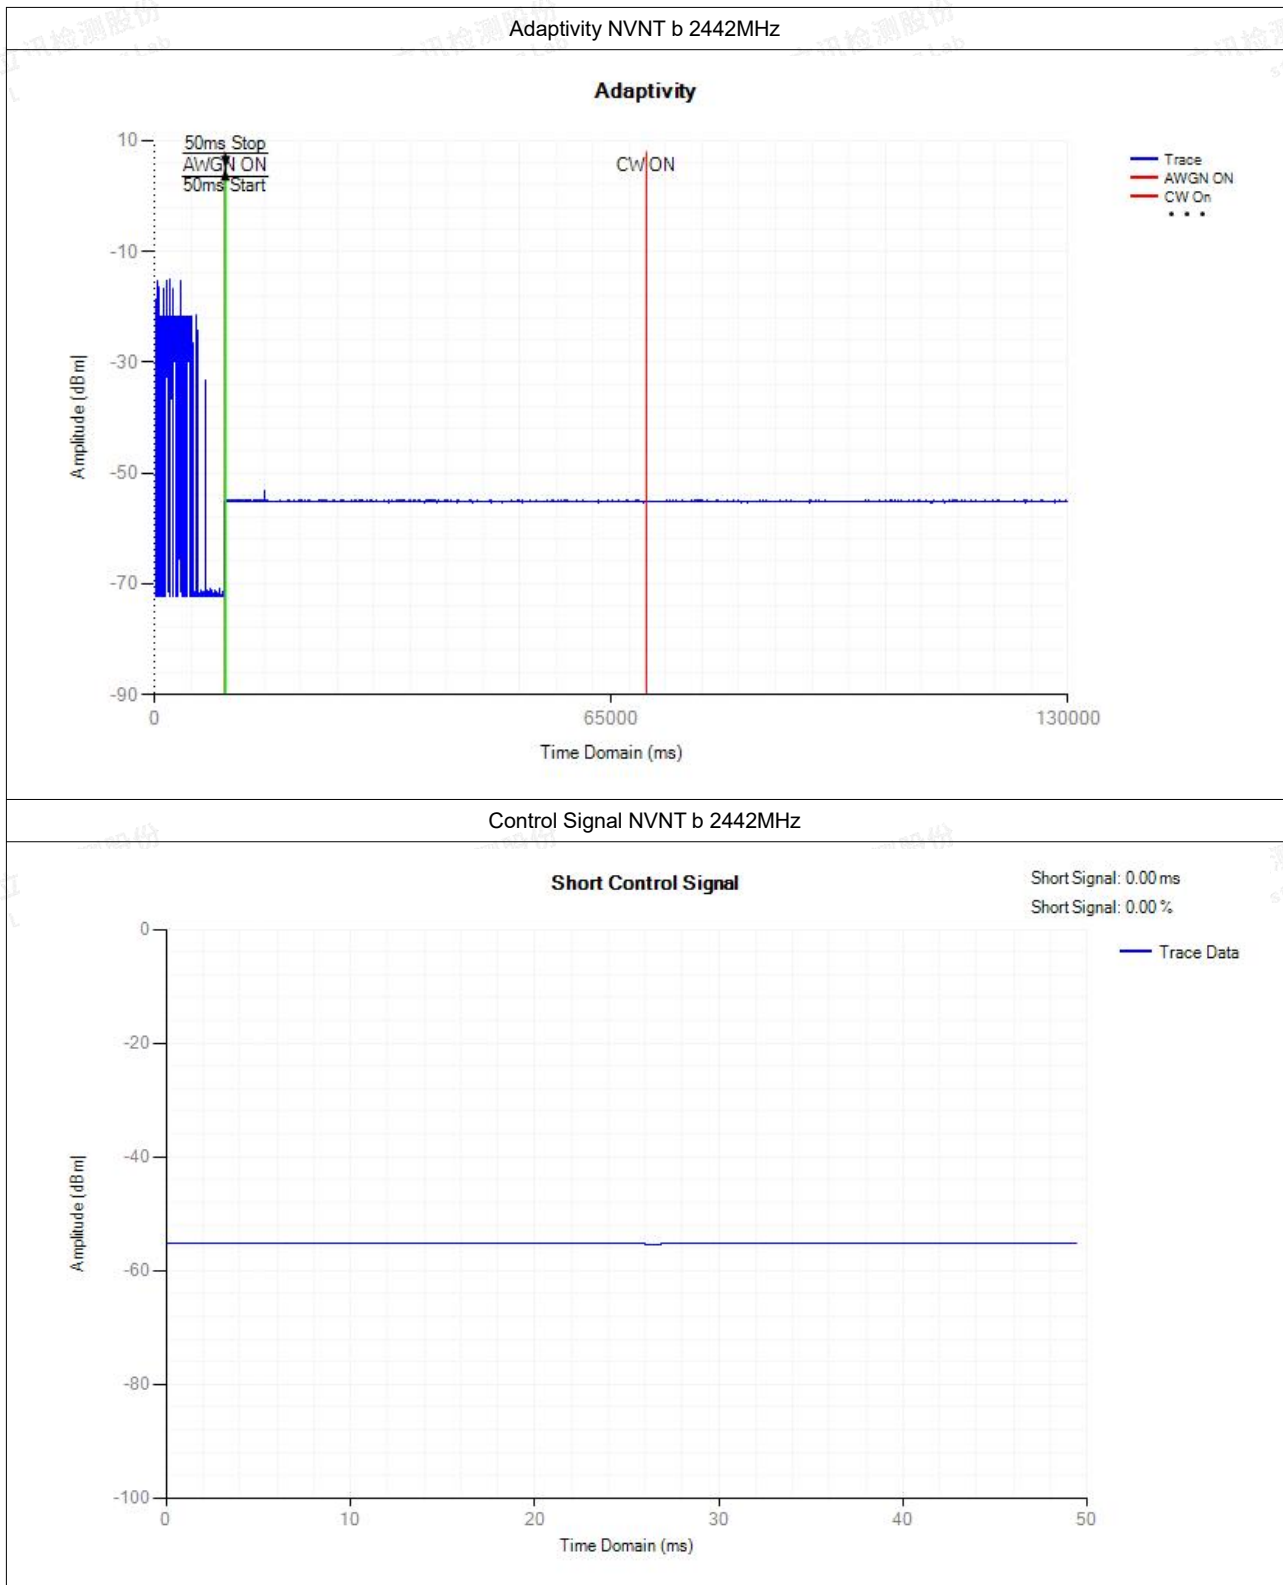 Adaptivity NVNT b 2442MHz
Adaptivity
50ms Stop
AWGN ON
50ms Start
CW ON
Trace
AWGN ON
CW On
10
-10
-30
-50
-70
-90
Amplitude (dBm)
0
65000
130000
Time Domain (ms)
Control Signal NVNT b 2442MHz
Short Control Signal
Short Signal: 0.00 ms
Short Signal: 0.00 %
Trace Data
0
-20
-40
-60
-80
-100
Amplitude (dBm)
0
10
20
30
40
50
Time Domain (ms)